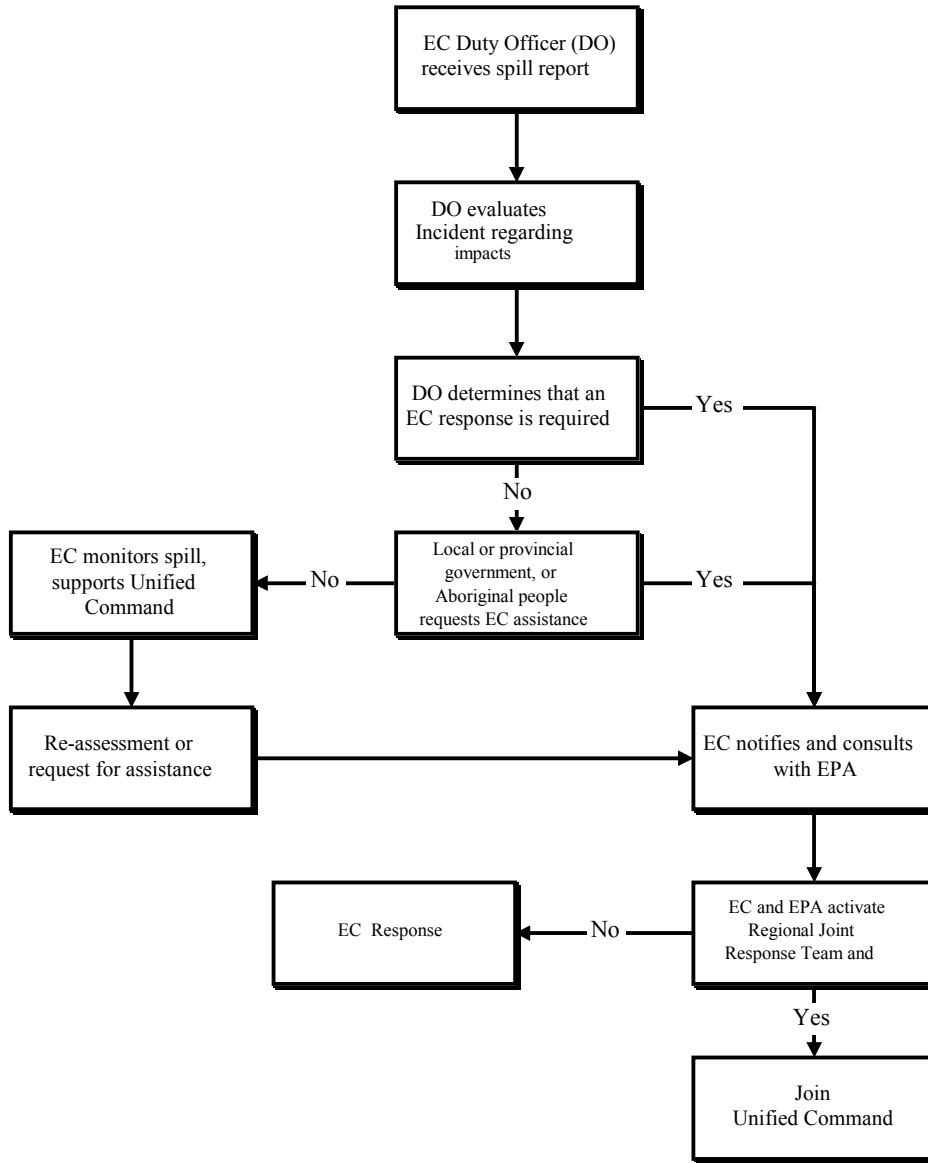 EC Duty Officer (DO)
receives spill report
DO evaluates
Incident regarding
impacts
DO determines that an
EC response is required
Yes
No
Local or provincial
government, or
Aboriginal people
requests EC assistance
Yes
No
EC monitors spill,
supports Unified
Command
Re-assessment or
request for assistance
EC notifies and consults
with EPA
EC and EPA activate
Regional Joint
Response Team and
No
EC Response
Yes
Join
Unified Command